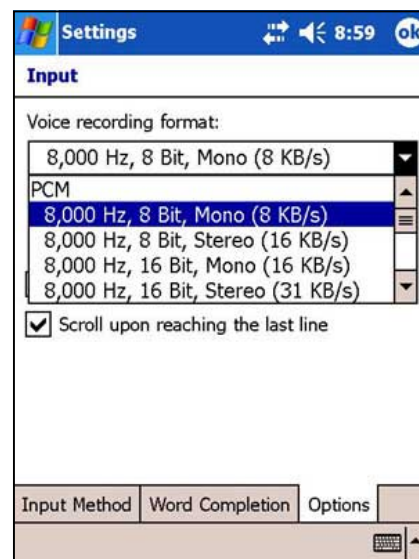 Settings 8:59 ok
Input
Voice recording format:
8,000 Hz, 8 Bit, Mono (8 KB/s)
PCM
8,000 Hz, 8 Bit, Mono (8 KB/s)
8,000 Hz, 8 Bit, Stereo (16 KB/s)
8,000 Hz, 16 Bit, Mono (16 KB/s)
8,000 Hz, 16 Bit, Stereo (31 KB/s)
Scroll upon reaching the last line
Input Method Word Completion Options